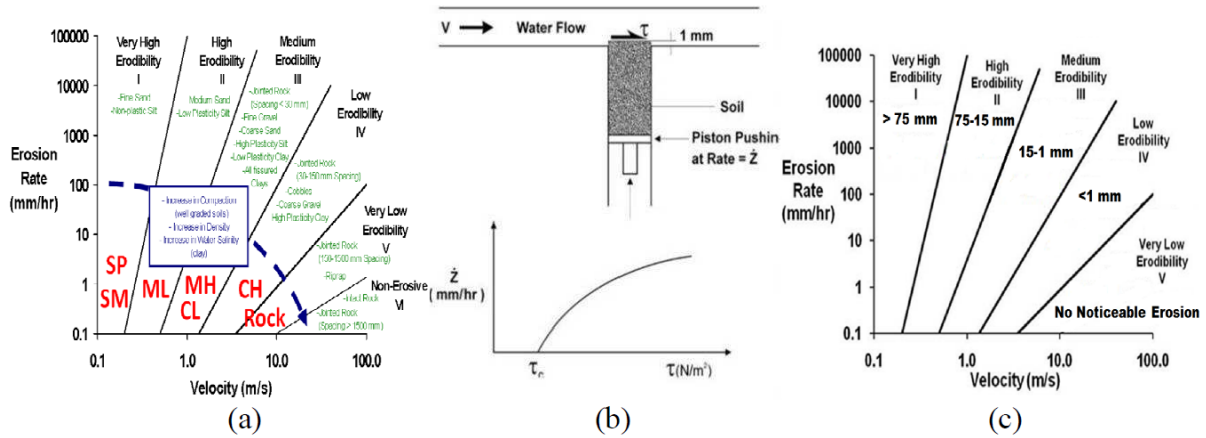 100000
10000
1000
100
10
1
0.1
Erosion
Rate
(mm/hr)
Very High
Erodibility
I
-Fine Sand
-Non-plastic Silt
High
Erodibility
II
-Medium Sand
-Low Plasticity Silt
Medium
Erodibility
III
-Jointed Rock
(Spacing < 30 mm)
-Fine Gravel
-Coarse Sand
-High Plasticity Silt
-Low Plasticity Clay
-All fissured
Clays
Low
Erodibility
IV
-Jointed Rock
(30-150 mm Spacing)
-Cobbles
-Coarse Gravel
High Plasticity Clay
Very Low
Erodibility
V
-Jointed Rock
(150-1500 mm Spacing)
-Riprap
Non-Erosive
VI
-Intact Rock
-Jointed Rock
(Spacing > 1500 mm)
- Increase in Compaction
(well graded soils)
- Increase in Density
-Increase in Water Salinity
(clay)
SP
SM
ML
MH
CL
CH
Rock
0.1
1.0
10.0
100.0
Velocity (m/s)
(a)
V
Water Flow
τ
1 mm
Soil
Piston Pushin
at Rate = Ż
Ż
( mm/hr )
τc
τ(N/m²)
(b)
100000
10000
1000
100
10
1
0.1
Erosion
Rate
(mm/hr)
Very High
Erodibility
I
> 75 mm
High
Erodibility
II
75-15 mm
Medium
Erodibility
III
15-1 mm
Low
Erodibility
IV
<1 mm
Very Low
Erodibility
V
No Noticeable Erosion
0.1
1.0
10.0
100.0
Velocity (m/s)
(c)